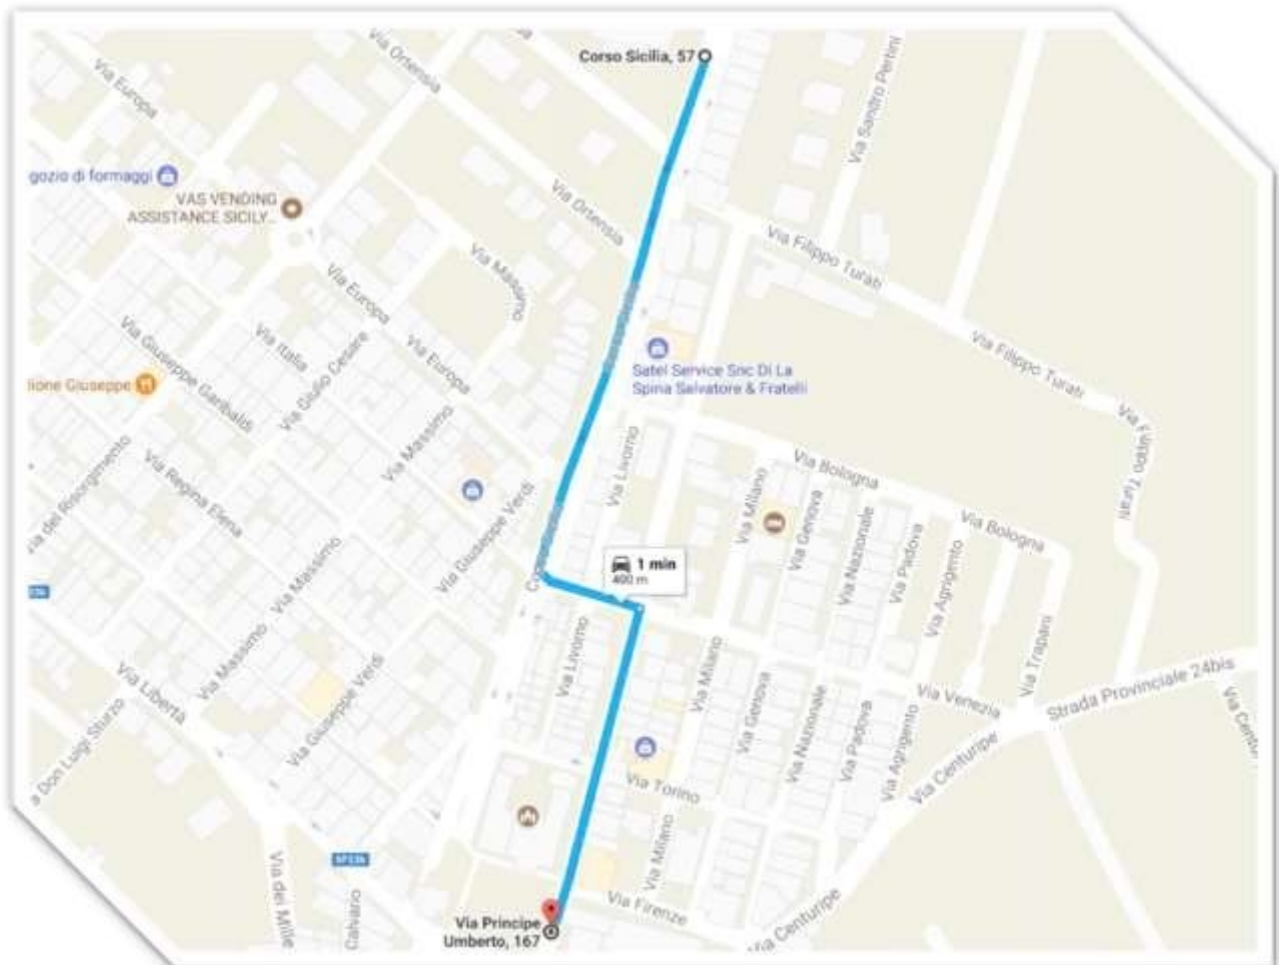 Corso Sicilia, 57
Via Ortensia
Via Europa
Via Sandro Pertini
gozio di formaggi
VAS VENDING
ASSISTANCE SICILY...
Via Ortensia
Via Filippo Turati
Via Massimo
Via Europa
Via Italia
Via Giulio Cesare
Via Europa
Via Giuseppe Garibaldi
Satel Service Snc Di La
Spina Salvatore & Fratelli
Via Filippo Turati
lione Giuseppe
Via Massimo
Via Filippo Turati
Via Livorno
Via Bologna
Via Regina Elena
via del Risorgimento
Via Milano
Via Genova
Via Giuseppe Verdi
Via Nazionale
Via Padova
Via Bologna
Via Agrigento
1 min
400 m
Via Massimo
Via Massimo
Via Livorno
Via Milano
Via Trapani
Via Libertà
Via Giuseppe Verdi
Via Genova
Via Nazionale
Via Padova
Via Agrigento
Via Venezia
Strada Provinciale 24bis
Via Centuripe
a Don Luigi Sturzo
Via Torino
Via Milano
Via Centuripe
SP136
Via dei Mille
Calvario
Via Principe
Umberto, 167
Via Firenze
Via Centuripe